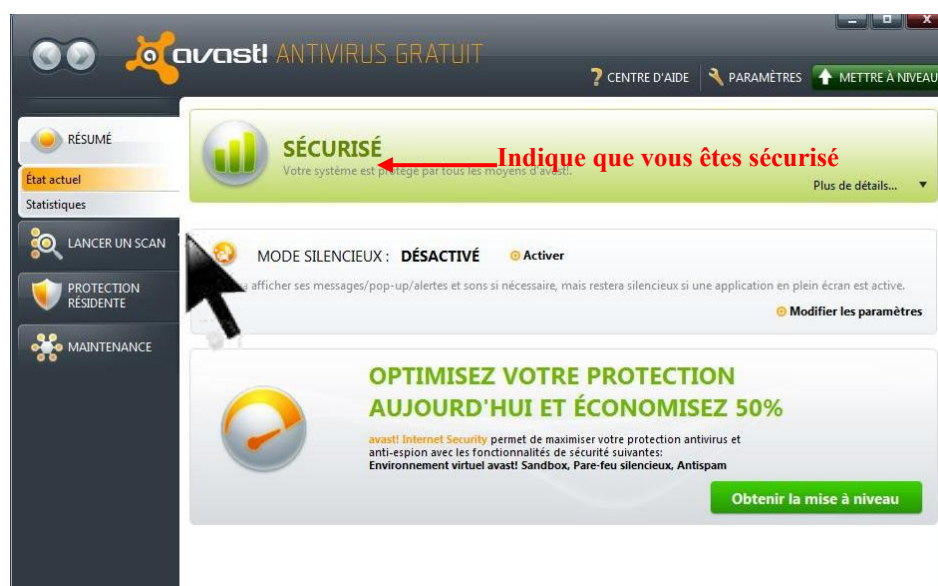 avast! ANTIVIRUS GRATUIT
CENTRE D'AIDE
PARAMÈTRES
METTRE À NIVEAU
RÉSUMÉ
État actuel
Statistiques
LANCER UN SCAN
PROTECTION
RÉSIDENTE
MAINTENANCE
SÉCURISÉ
Indique que vous êtes sécurisé
Votre système est protégé par tous les moyens d'avast!.
Plus de détails...
MODE SILENCIEUX : DÉSACTIVÉ Activer
afficher ses messages/pop-up/alertes et sons si nécessaire, mais restera silencieux si une application en plein écran est active.
Modifier les paramètres
OPTIMISEZ VOTRE PROTECTION
AUJOURD'HUI ET ÉCONOMISEZ 50%
avast! Internet Security permet de maximiser votre protection antivirus et
anti-espion avec les fonctionnalités de sécurité suivantes:
Environnement virtuel avast! Sandbox, Pare-feu silencieux, Antispam
Obtenir la mise à niveau